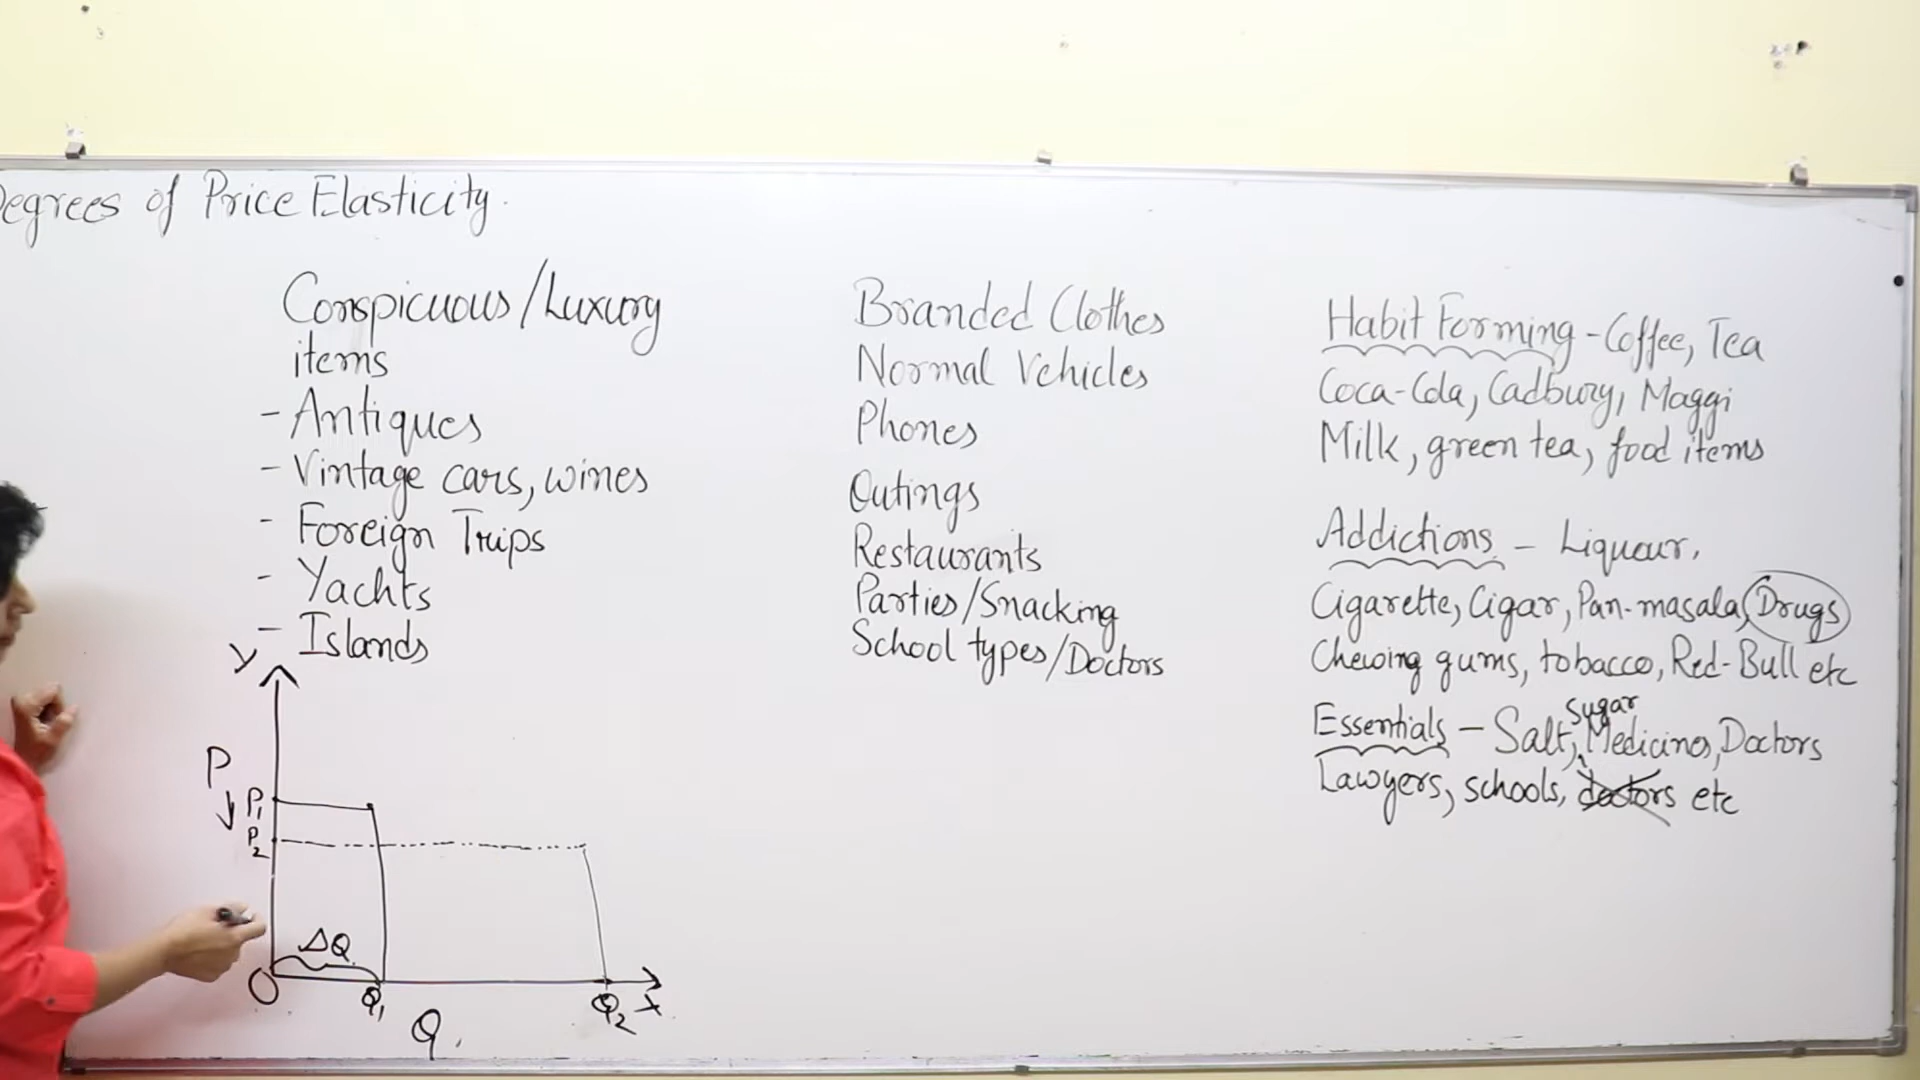 Degrees of Price Elasticity.
Conspicuous/Luxury
items
- Antiques
- Vintage cars, wines
- Foreign Trips
- Yachts
- Islands
Y
P
P1
P2
ΔQ
O
Q1
Q2
X
Q.
Branded Clothes
Normal Vehicles
Phones
Outings
Restaurants
Parties/Snacking
School types/Doctors
Habit Forming - Coffee, Tea
Coca-Cola, Cadbury, Maggi
Milk, green tea, food items
Addictions - Liqueur,
Cigarette, Cigar, Pan-masala, Drugs
Chewing gums, tobacco, Red-Bull etc
sugar
Essentials - Salt, Medicines, Doctors
Lawyers, schools, doctors etc